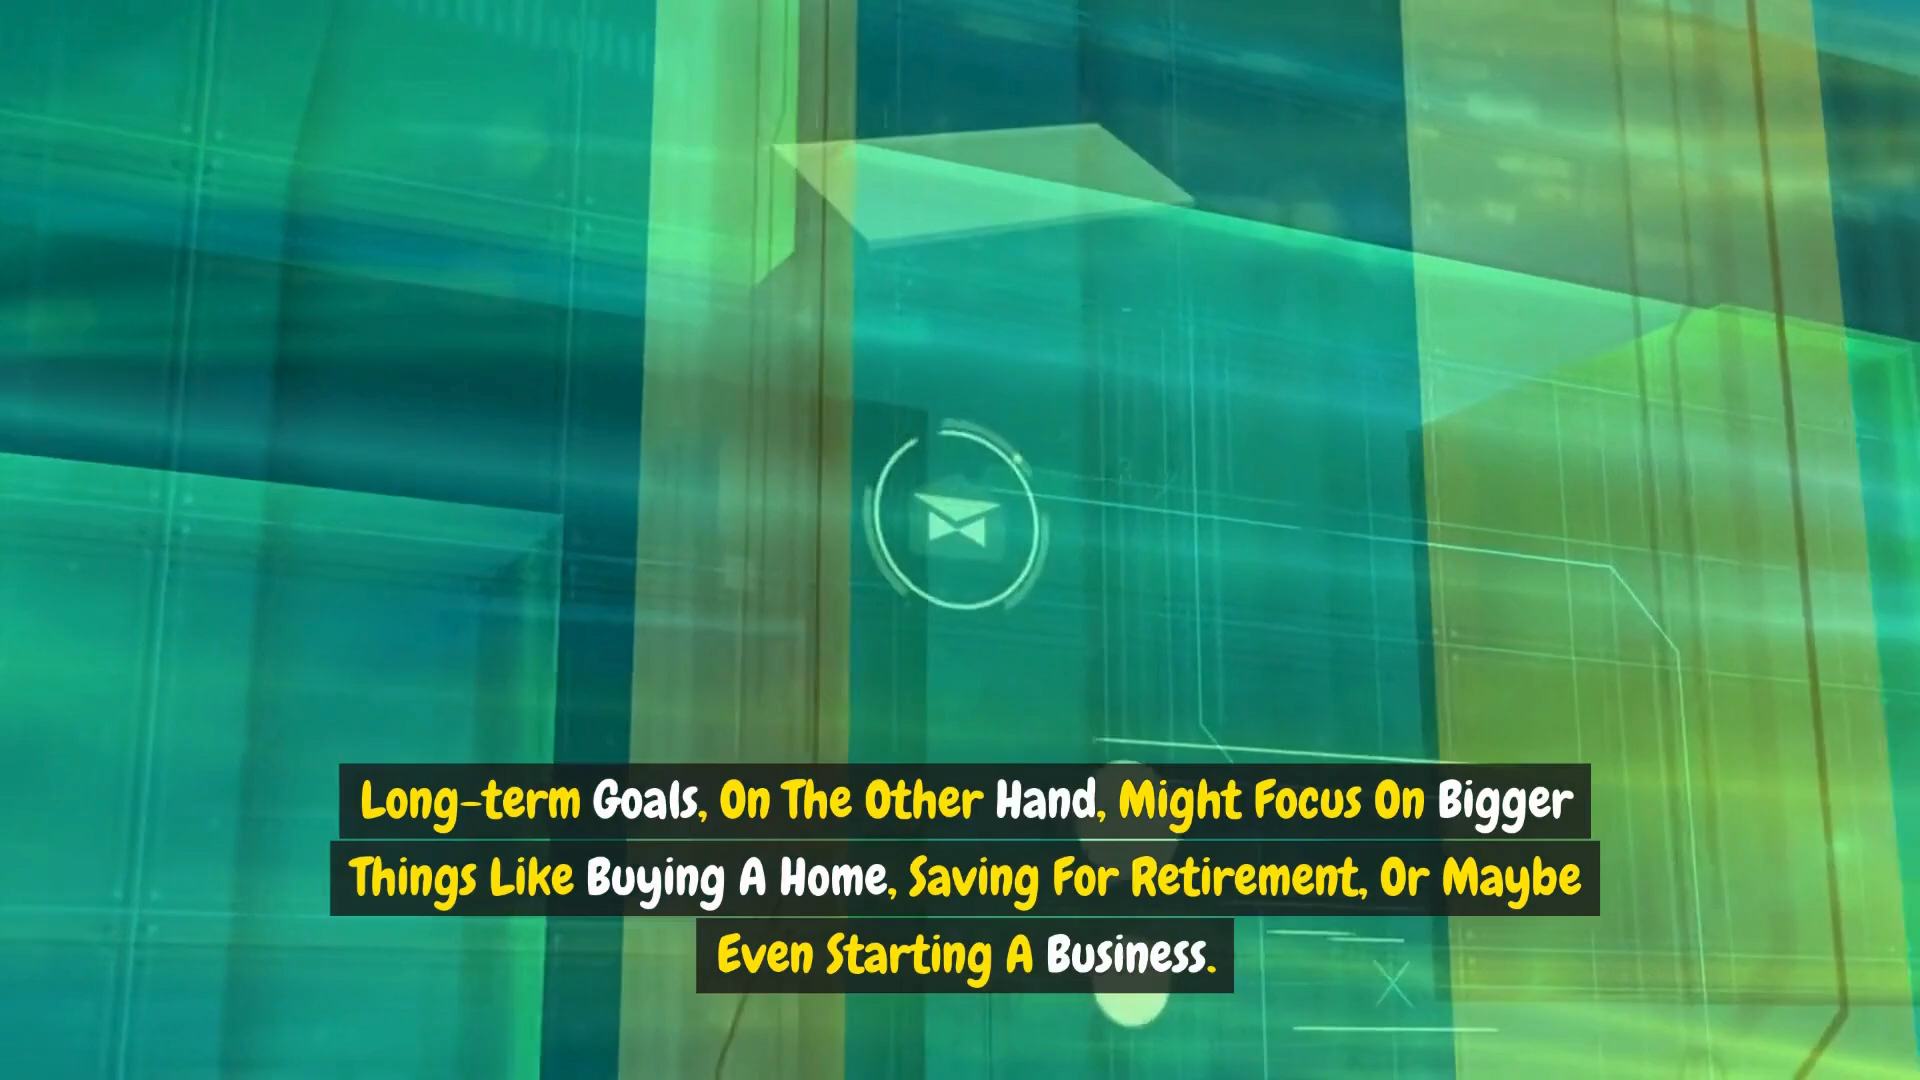 Long-term Goals, On The Other Hand, Might Focus On Bigger
Things Like Buying A Home, Saving For Retirement, Or Maybe
Even Starting A Business.